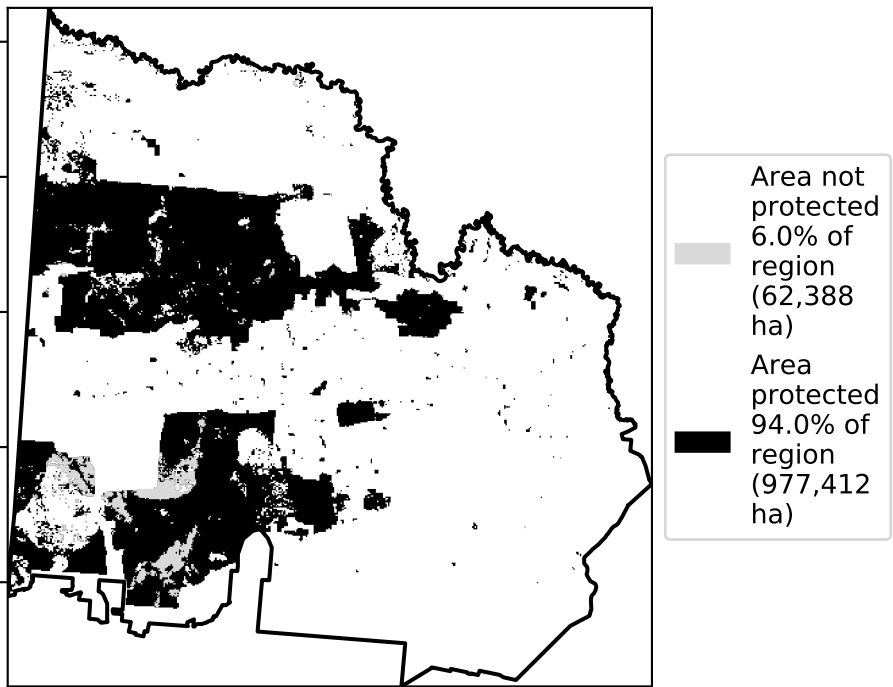 Area not
protected
6.0% of
region
(62,388
ha)
Area
protected
94.0% of
region
(977,412
ha)